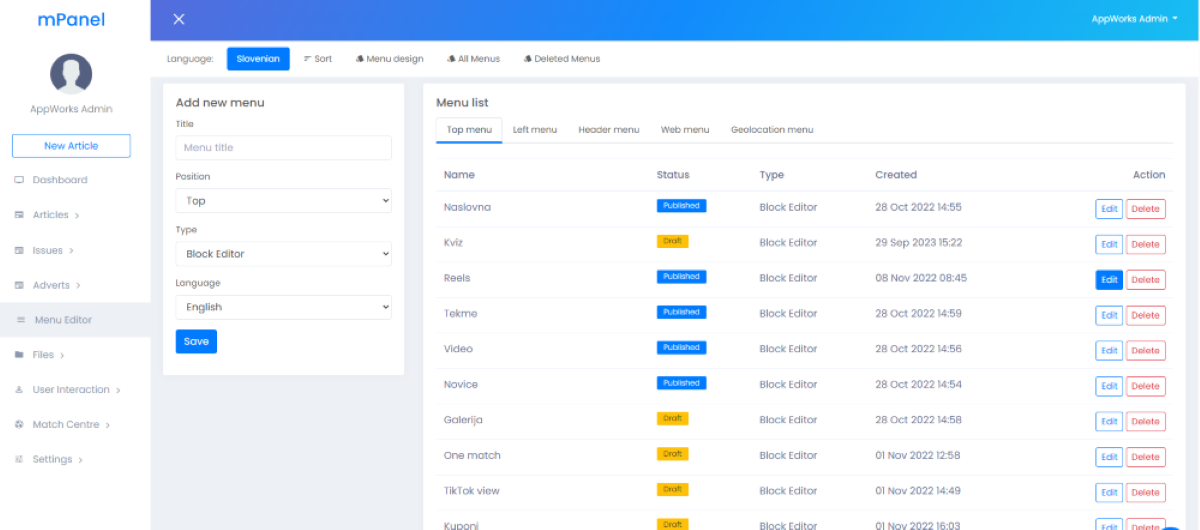 mPanel
AppWorks Admin
New Article
Dashboard
Articles
Issues
Adverts
Menu Editor
Files
User Interaction
Match Centre
Settings
AppWorks Admin
Language: Slovenian Sort Menu design All Menus Deleted Menus
Add new menu
Title
Menu title
Position
Top
Type
Block Editor
Language
English
Save
Menu list
Top menu Left menu Header menu Web menu Geolocation menu
Name Status Type Created Action
Naslovna Published Block Editor 28 Oct 2022 14:55 Edit Delete
Kviz Draft Block Editor 29 Sep 2023 15:22 Edit Delete
Reels Published Block Editor 08 Nov 2022 08:45 Edit Delete
Tekme Published Block Editor 28 Oct 2022 14:59 Edit Delete
Video Published Block Editor 28 Oct 2022 14:56 Edit Delete
Novice Published Block Editor 28 Oct 2022 14:54 Edit Delete
Galerija Draft Block Editor 28 Oct 2022 14:58 Edit Delete
One match Draft Block Editor 01 Nov 2022 12:58 Edit Delete
TikTok view Draft Block Editor 01 Nov 2022 14:49 Edit Delete
Kuponi Draft Block Editor 01 Nov 2022 16:03 Edit Delete